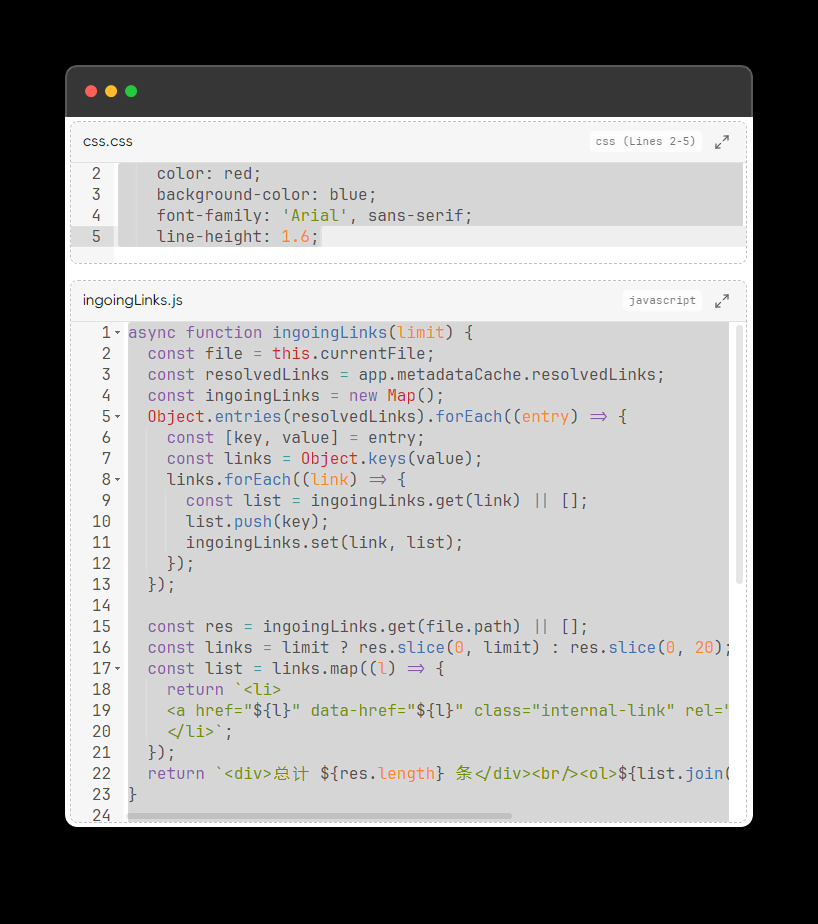 css.css
css (Lines 2-5)
2 color: red;
3 background-color: blue;
4 font-family: 'Arial', sans-serif;
5 line-height: 1.6;
ingoingLinks.js
javascript
1 async function ingoingLinks(limit) {
2 const file = this.currentFile;
3 const resolvedLinks = app.metadataCache.resolvedLinks;
4 const ingoingLinks = new Map();
5 Object.entries(resolvedLinks).forEach((entry) => {
6 const [key, value] = entry;
7 const links = Object.keys(value);
8 links.forEach((link) => {
9 const list = ingoingLinks.get(link) || [];
10 list.push(key);
11 ingoingLinks.set(link, list);
12 });
13 });
14
15 const res = ingoingLinks.get(file.path) || [];
16 const links = limit ? res.slice(0, limit) : res.slice(0, 20);
17 const list = links.map((l) => {
18 return `<li>
19 <a href="${l}" data-href="${l}" class="internal-link" rel="
20 </li>`;
21 });
22 return `<div>总计 ${res.length} 条</div><br/><ol>${list.join(
23 }
24